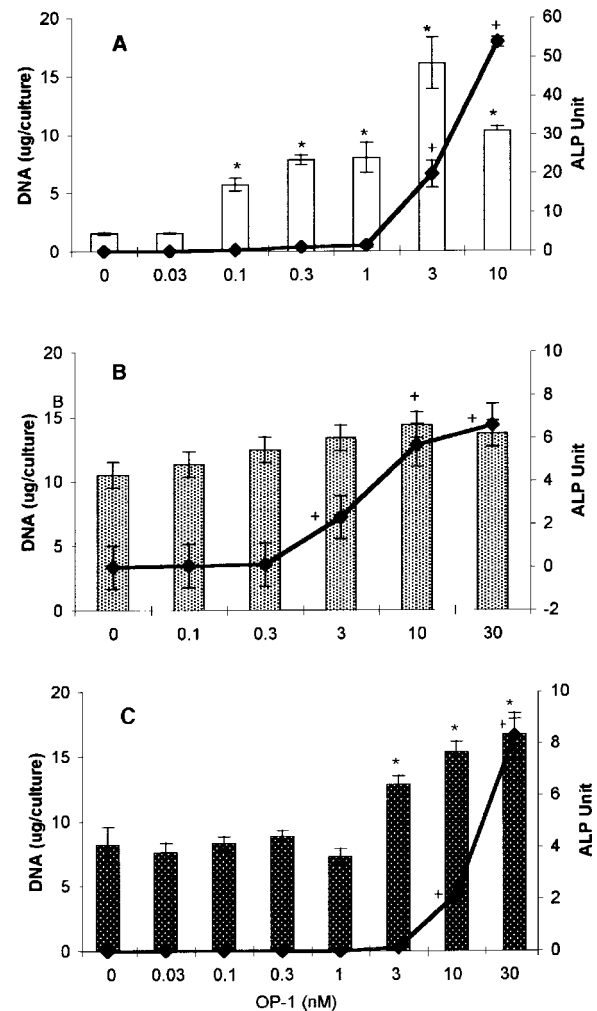 A
DNA (ug/culture)
ALP Unit
20
15
10
5
0
60
50
40
30
20
10
0
* * * * + * +
0 0.03 0.1 0.3 1 3 10
B
B
DNA (ug/culture)
ALP Unit
20
15
10
5
0
10
8
6
4
2
0
-2
+ + +
0 0.1 0.3 3 10 30
C
DNA (ug/culture)
ALP Unit
20
15
10
5
0
10
8
6
4
2
0
* + * + *
0 0.03 0.1 0.3 1 3 10 30
OP-1 (nM)